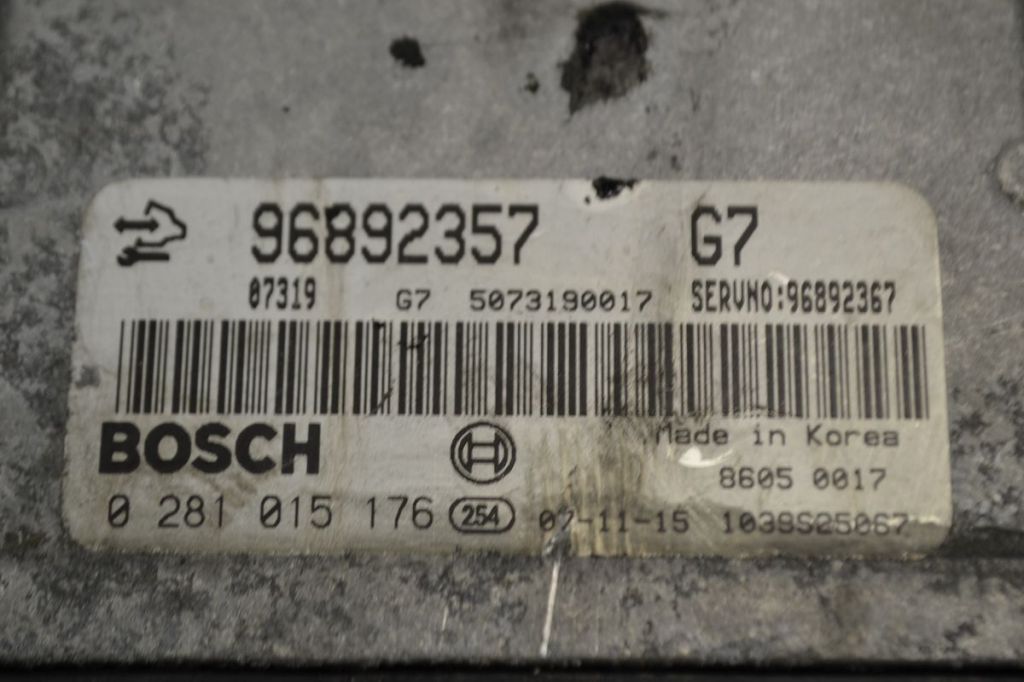 96892357 G7
07319 G7 5073190017 SERVNO:96892367
BOSCH
Made in Korea
8605 0017
0 281 015 176 254 07-11-15 1039S25067